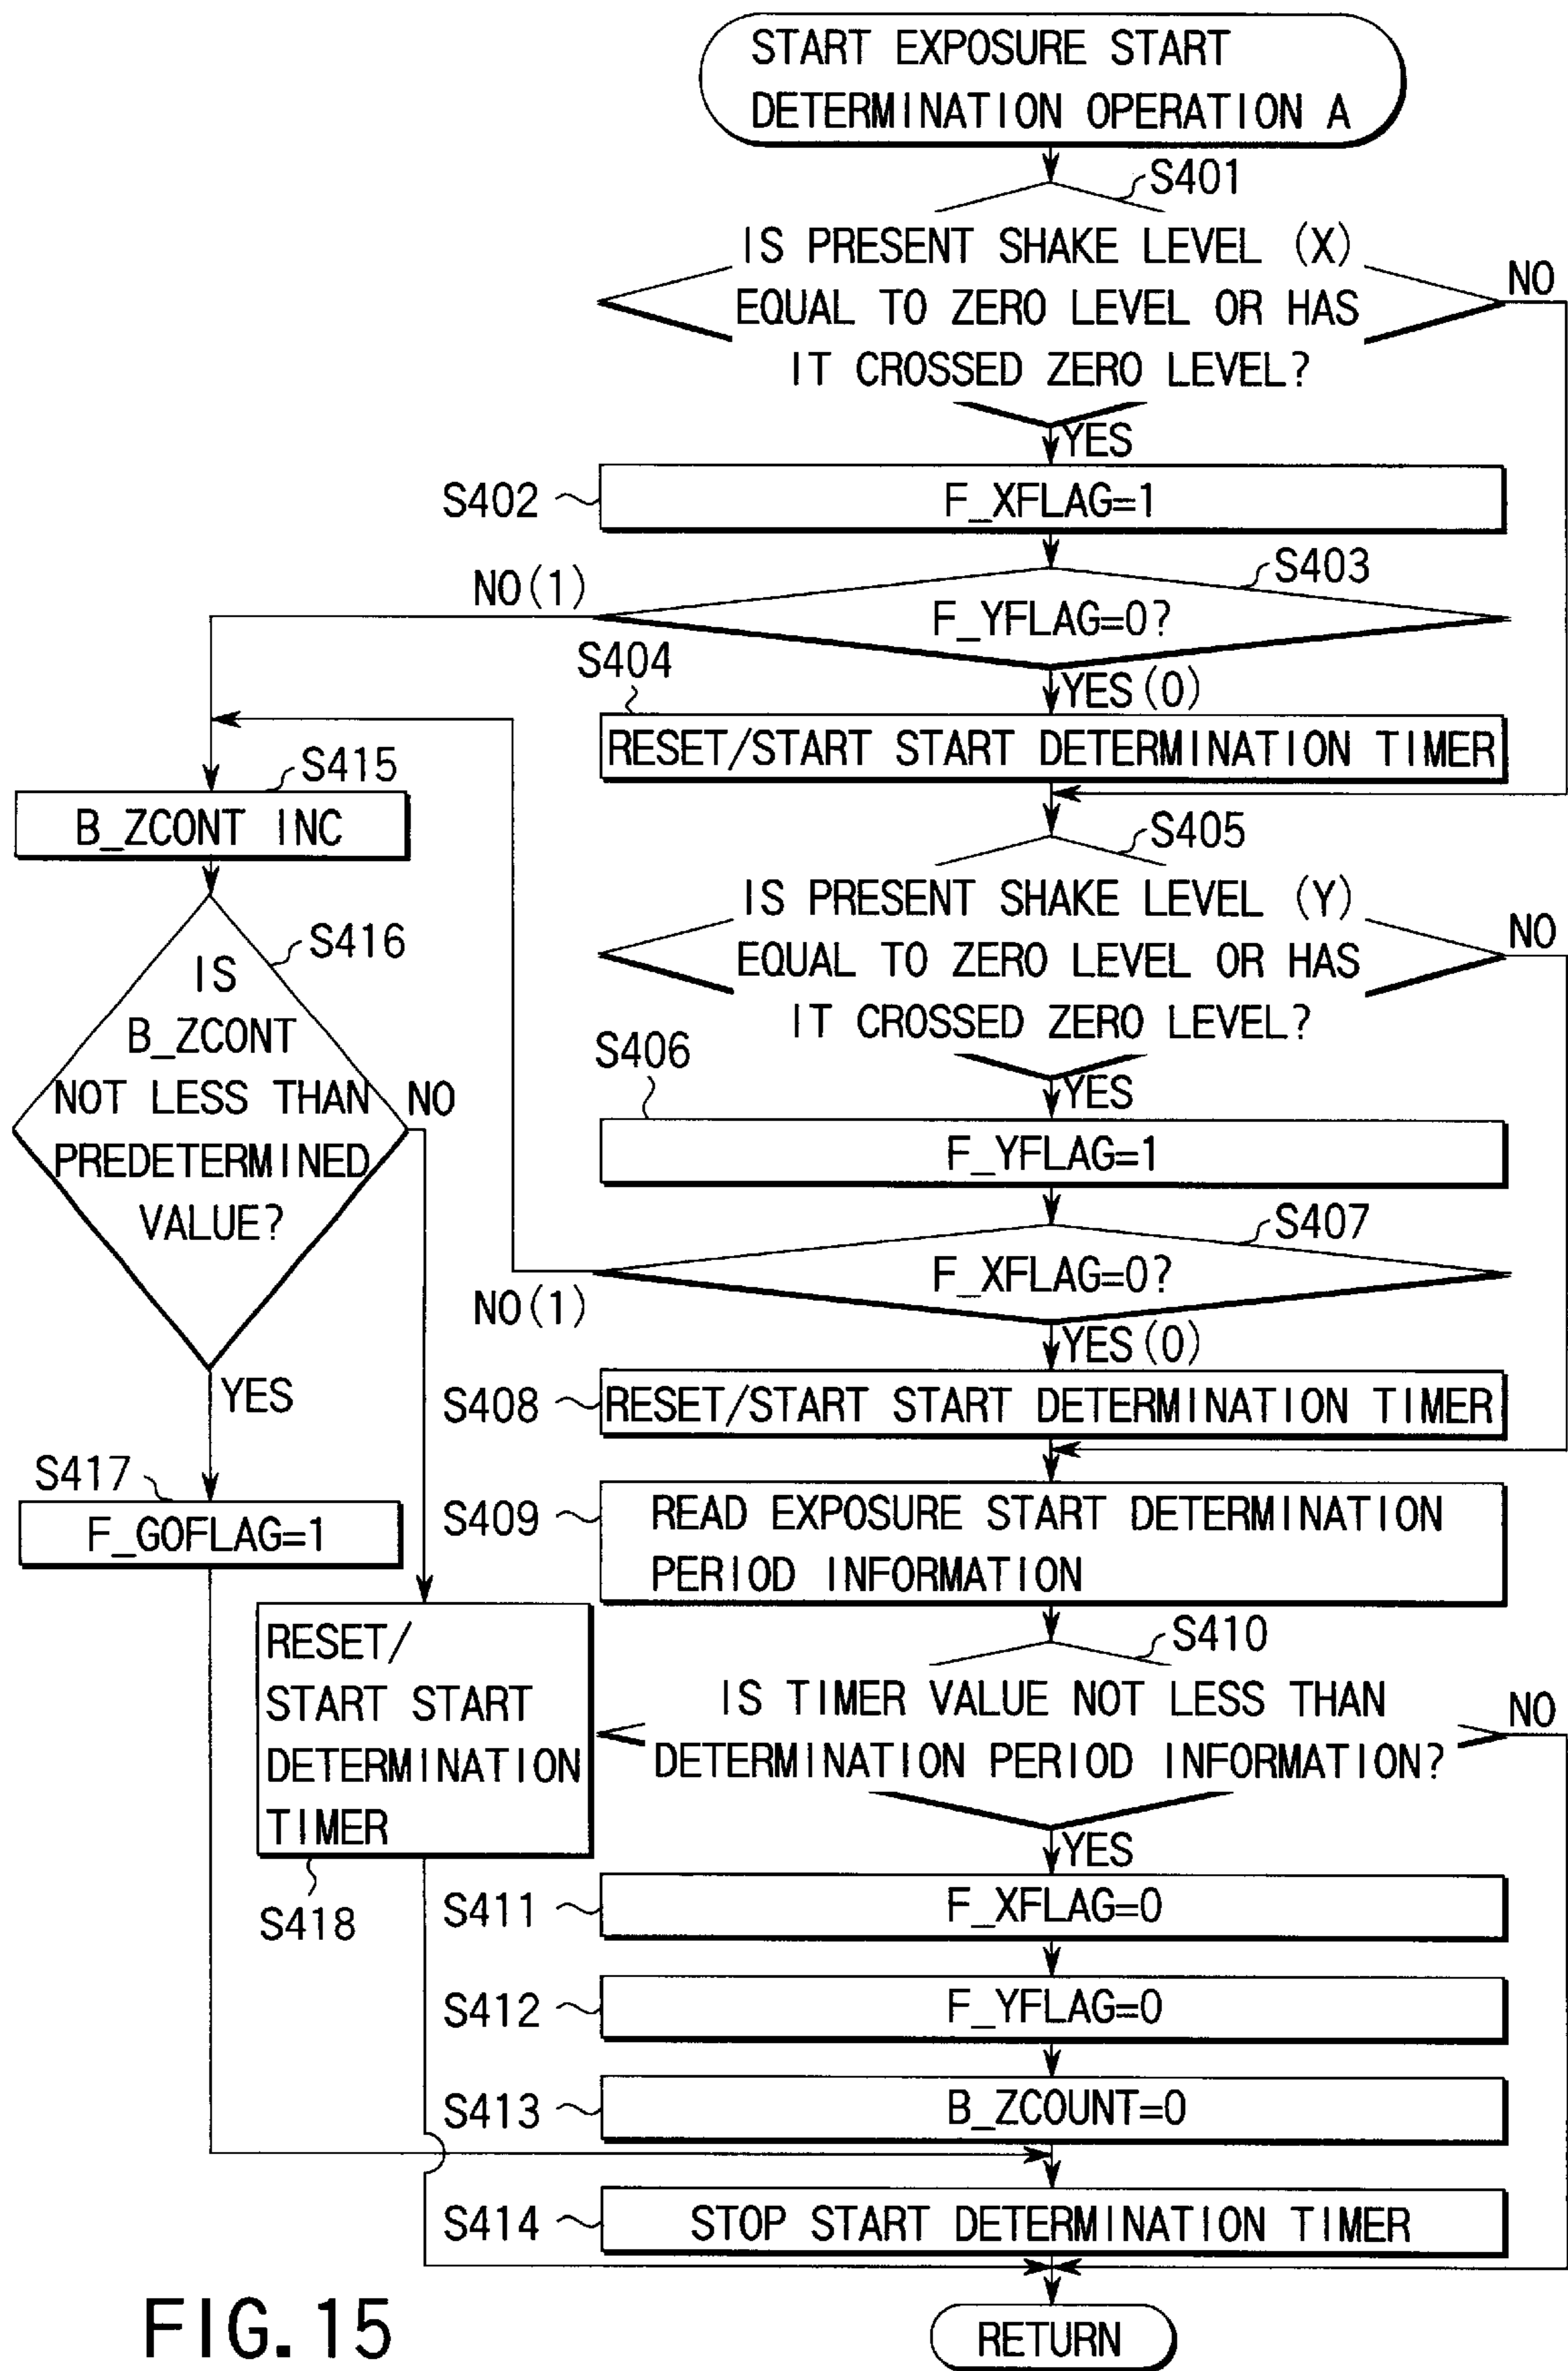 START EXPOSURE START
DETERMINATION OPERATION A
S401
IS PRESENT SHAKE LEVEL (X)
EQUAL TO ZERO LEVEL OR HAS
IT CROSSED ZERO LEVEL?
NO
YES
S402
F_XFLAG=1
S403
NO(1)
F_YFLAG=0?
S404
YES(0)
RESET/START START DETERMINATION TIMER
S415
B_ZCONT INC
S405
IS PRESENT SHAKE LEVEL (Y)
EQUAL TO ZERO LEVEL OR HAS
IT CROSSED ZERO LEVEL?
NO
S416
IS
B_ZCONT
NOT LESS THAN
PREDETERMINED
VALUE?
NO
YES
S406
YES
F_YFLAG=1
S407
F_XFLAG=0?
NO(1)
YES(0)
S408
RESET/START START DETERMINATION TIMER
S417
F_GOFLAG=1
S409
READ EXPOSURE START DETERMINATION
PERIOD INFORMATION
RESET/
START START
DETERMINATION
TIMER
S418
S410
IS TIMER VALUE NOT LESS THAN
DETERMINATION PERIOD INFORMATION?
NO
YES
S411
F_XFLAG=0
S412
F_YFLAG=0
S413
B_ZCOUNT=0
S414
STOP START DETERMINATION TIMER
RETURN
FIG.15